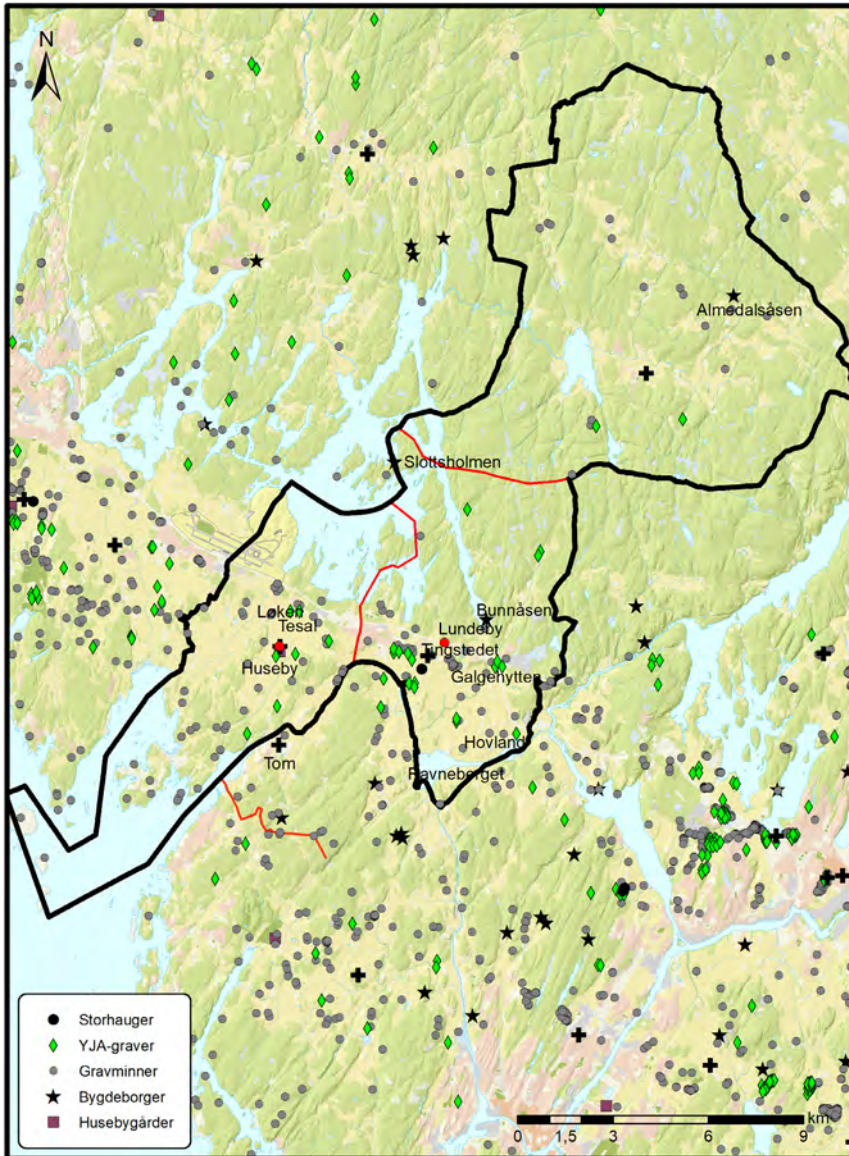 N
Almedalsåsen
Slottsholmen
Bunnåsen
Løken
Tesal
Lundeby
Tingstedet
Huseby
Galgehytten
Hovland
Tom
Ravneberget
Storhauger
YJA-graver
Gravminner
Bygdeborger
Husebygårder
km
0 1,5 3 6 9